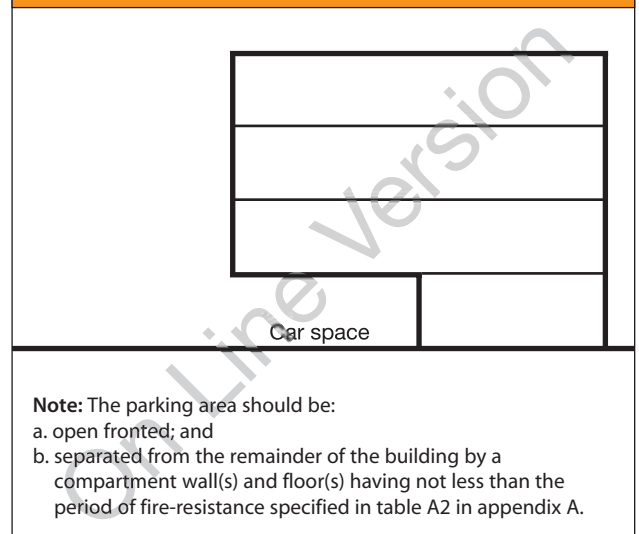 On Line Version
Car space
Note: The parking area should be:
a. open fronted; and
b. separated from the remainder of the building by a
compartment wall(s) and floor(s) having not less than the
period of fire-resistance specified in table A2 in appendix A.